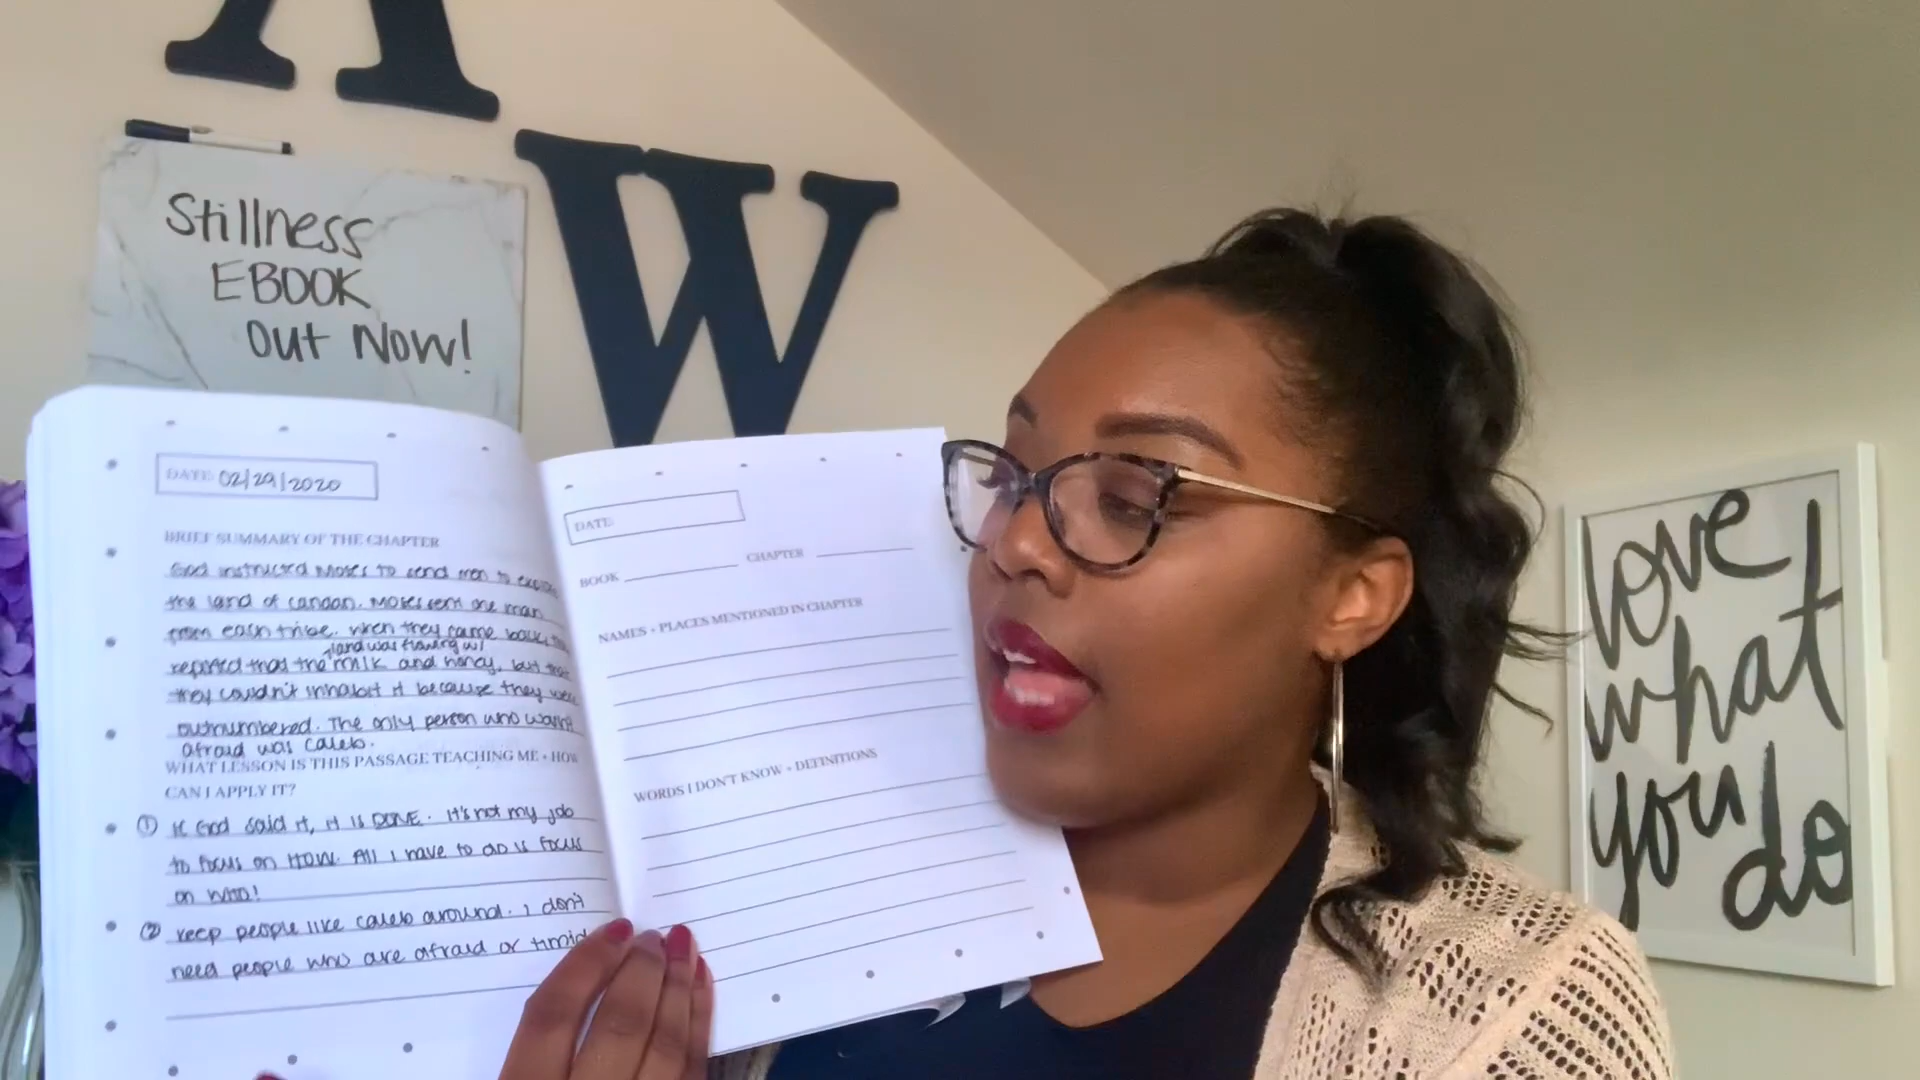 A
W
Stillness
EBOOK
Out Now!
DATE: 02/29/2020
BRIEF SUMMARY OF THE CHAPTER
God instructed Moses to send men to
the land of canaan. Moses sent one man
from each tribe. When they came back,
land was flowing w/
reported that the milk and honey, but that
they couldn't inhabit it because they were
outnumbered. The only person who wasn't
afraid was caleb.
WHAT LESSON IS THIS PASSAGE TEACHING ME + HOW
CAN I APPLY IT?
① If God said it, it is DONE. It's not my job
to focus on HOW. All I have to do is focus
on WHO!
② keep people like caleb around. I don't
need people who are afraid or timid
DATE:
BOOK CHAPTER
NAMES + PLACES MENTIONED IN CHAPTER
WORDS I DON'T KNOW + DEFINITIONS
love
what
you
do